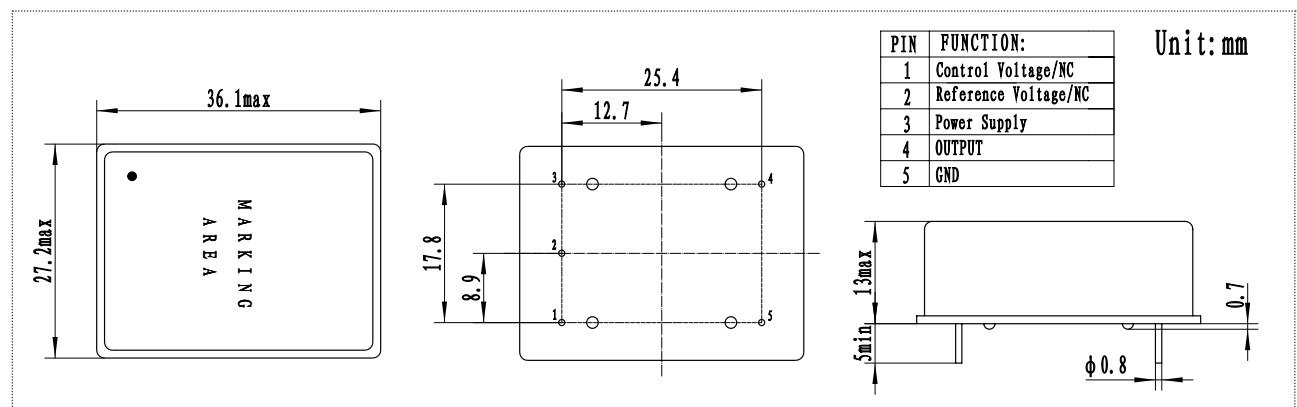 Unit:mm
PIN FUNCTION:
1 Control Voltage/NC
2 Reference Voltage/NC
3 Power Supply
4 OUTPUT
5 GND
36.1max
27.2max
MARKING
AREA
25.4
12.7
17.8
8.9
3
4
2
1
5
13max
5min
0.7
ϕ0.8